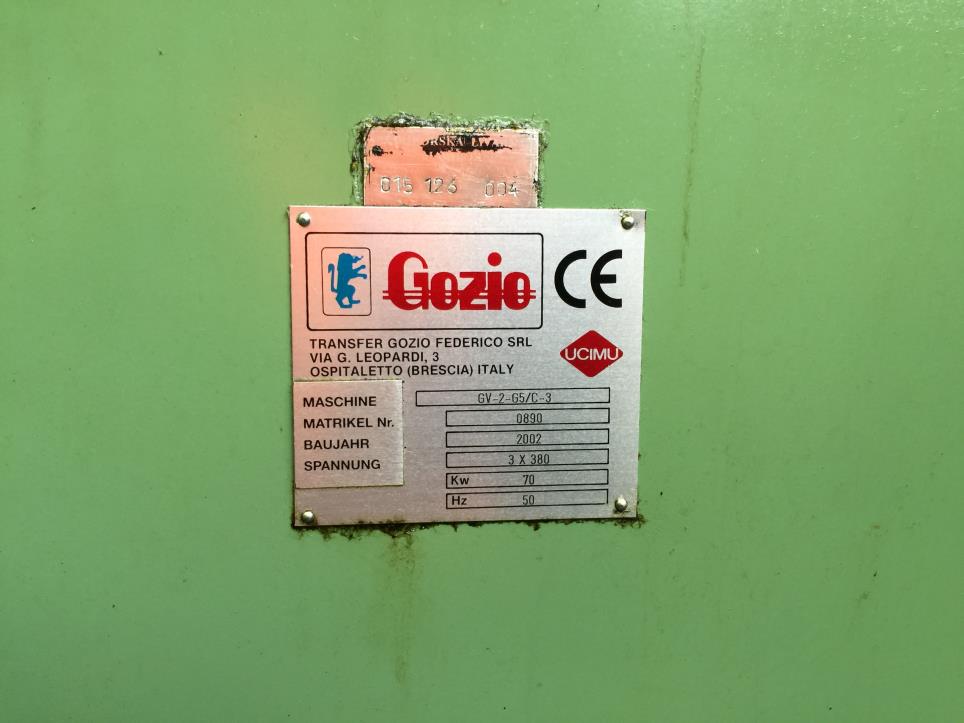 015 126 004
Gozio
CE
TRANSFER GOZIO FEDERICO SRL
VIA G. LEOPARDI, 3
OSPITALETTO (BRESCIA) ITALY
UCIMU
MASCHINE GV-2-G5/C-3
MATRIKEL Nr. 0890
BAUJAHR 2002
SPANNUNG 3 X 380
Kw 70
Hz 50